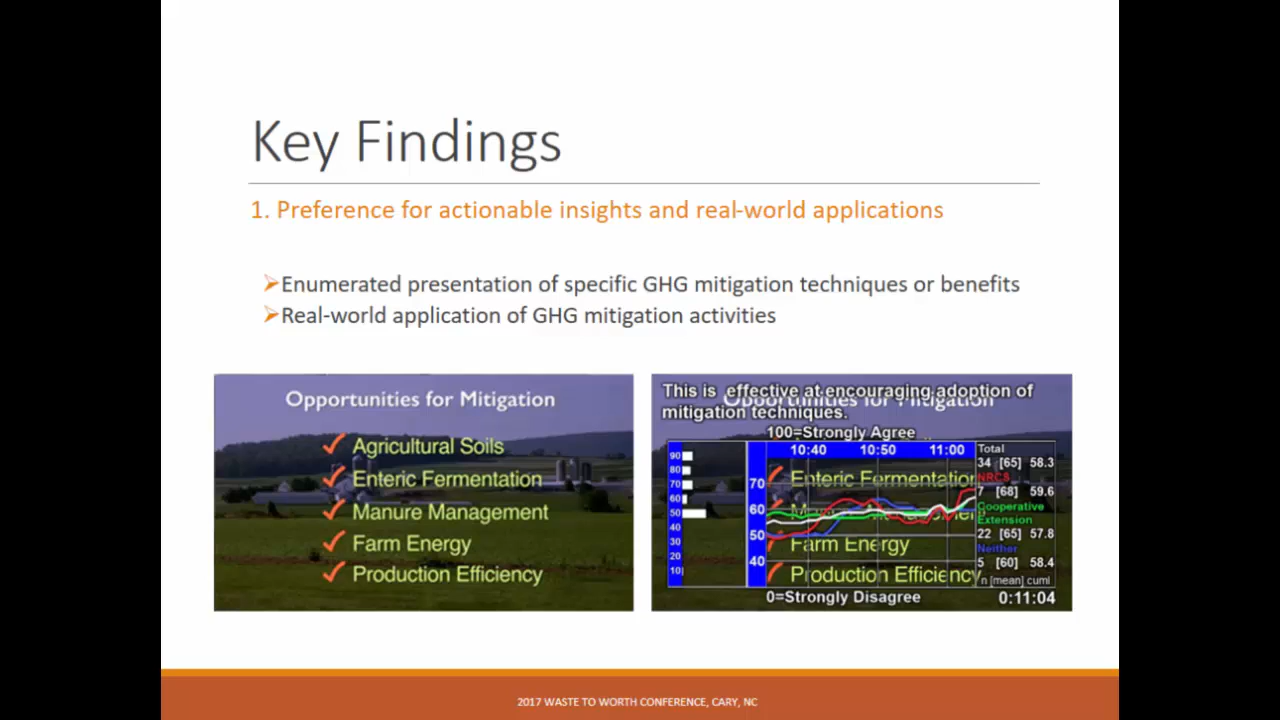 Key Findings
1. Preference for actionable insights and real-world applications
Enumerated presentation of specific GHG mitigation techniques or benefits
Real-world application of GHG mitigation activities
Opportunities for Mitigation
✓ Agricultural Soils
✓ Enteric Fermentation
✓ Manure Management
✓ Farm Energy
✓ Production Efficiency
This is effective at encouraging adoption of
mitigation techniques.
Opportunities for Mitigation
100=Strongly Agree
10:40 10:50 11:00
90
80
70
60
50
40
30
20
10
70
60
50
40
Enteric Fermentation
Farm Energy
Production Efficiency
Total
34 [65] 58.3
NRCS
7 [68] 59.6
Cooperative
Extension
22 [65] 57.8
Neither
5 [60] 58.4
n [mean] cuml
0=Strongly Disagree 0:11:04
2017 WASTE TO WORTH CONFERENCE, CARY, NC